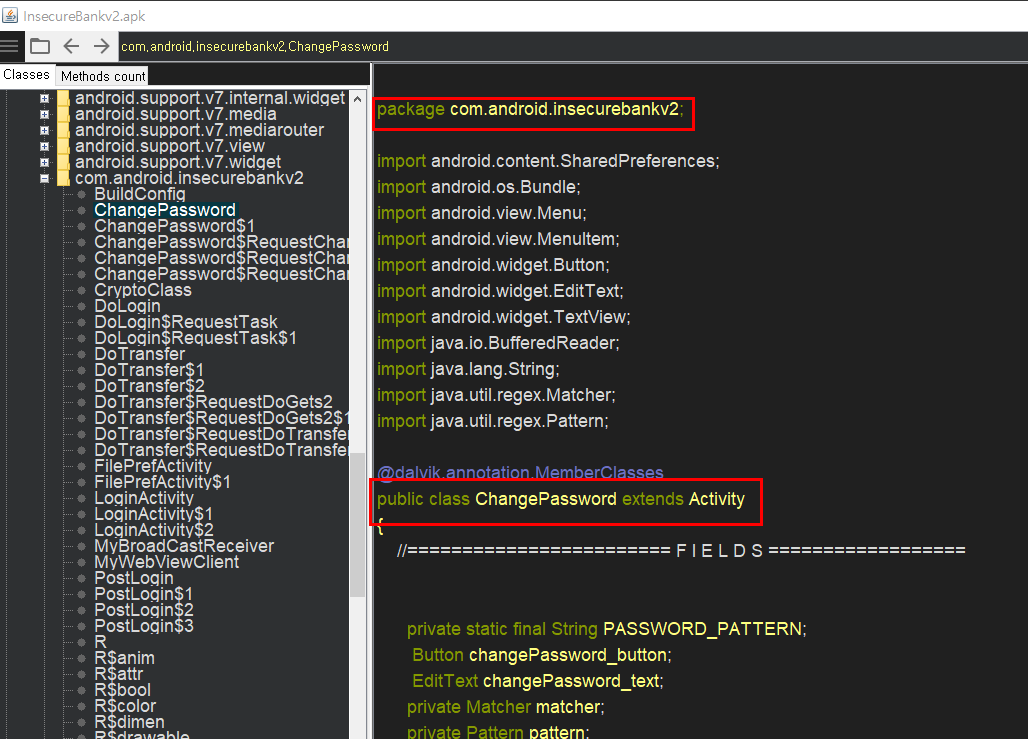 InsecureBankv2.apk
com.android.insecurebankv2.ChangePassword
Classes
Methods count
android.support.v7.internal.widget
android.support.v7.media
android.support.v7.mediarouter
android.support.v7.view
android.support.v7.widget
com.android.insecurebankv2
BuildConfig
ChangePassword
ChangePassword$1
ChangePassword$RequestChan
ChangePassword$RequestChan
ChangePassword$RequestChan
CryptoClass
DoLogin
DoLogin$RequestTask
DoLogin$RequestTask$1
DoTransfer
DoTransfer$1
DoTransfer$2
DoTransfer$RequestDoGets2
DoTransfer$RequestDoGets2$1
DoTransfer$RequestDoTransfer
DoTransfer$RequestDoTransfer
FilePrefActivity
FilePrefActivity$1
LoginActivity
LoginActivity$1
LoginActivity$2
MyBroadCastReceiver
MyWebViewClient
PostLogin
PostLogin$1
PostLogin$2
PostLogin$3
R
R$anim
R$attr
R$bool
R$color
R$dimen
R$drawable
package com.android.insecurebankv2;
import android.content.SharedPreferences;
import android.os.Bundle;
import android.view.Menu;
import android.view.MenuItem;
import android.widget.Button;
import android.widget.EditText;
import android.widget.TextView;
import java.io.BufferedReader;
import java.lang.String;
import java.util.regex.Matcher;
import java.util.regex.Pattern;
@dalvik.annotation.MemberClasses
public class ChangePassword extends Activity
{
//======================== F I E L D S ==================
private static final String PASSWORD_PATTERN;
Button changePassword_button;
EditText changePassword_text;
private Matcher matcher;
private Pattern pattern;